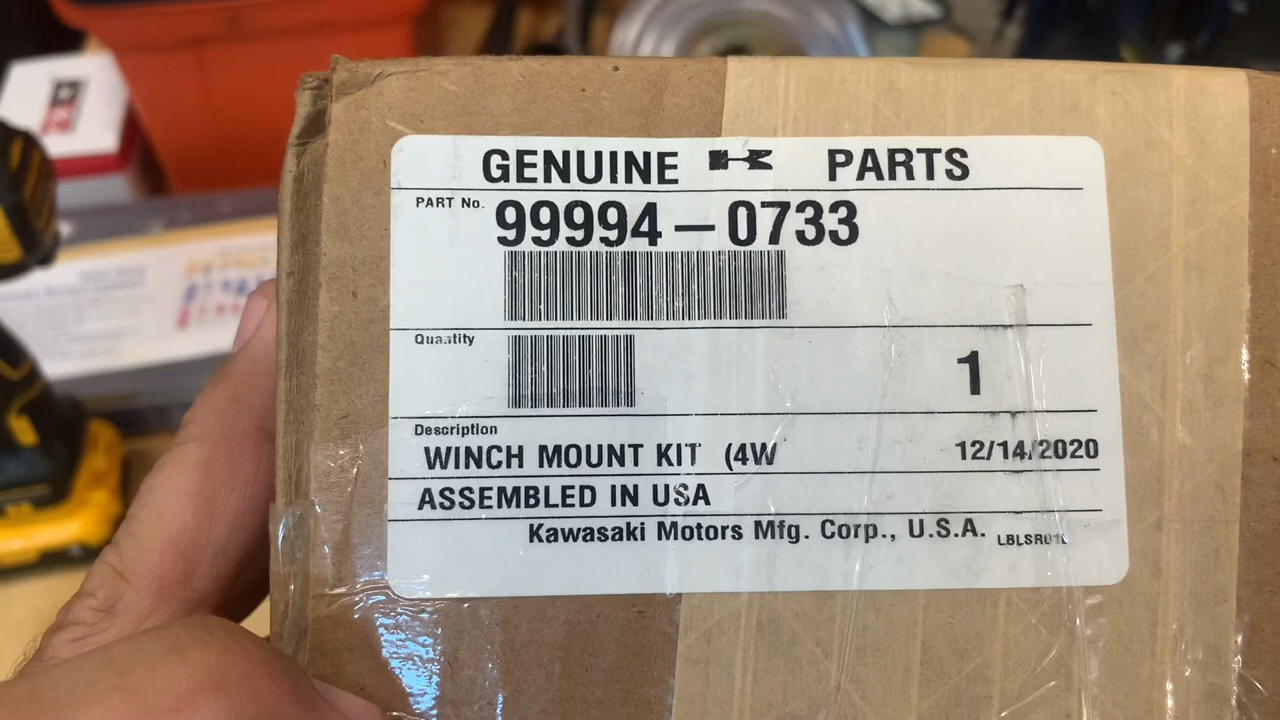 GENUINE PARTS
PART No. 99994-0733
Quantity 1
Description
WINCH MOUNT KIT (4W 12/14/2020
ASSEMBLED IN USA
Kawasaki Motors Mfg. Corp., U.S.A.